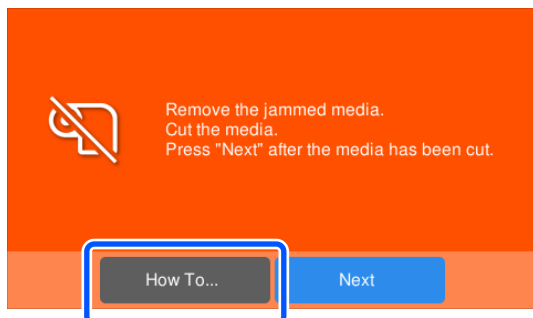 Remove the jammed media.
Cut the media.
Press "Next" after the media has been cut.
How To...
Next